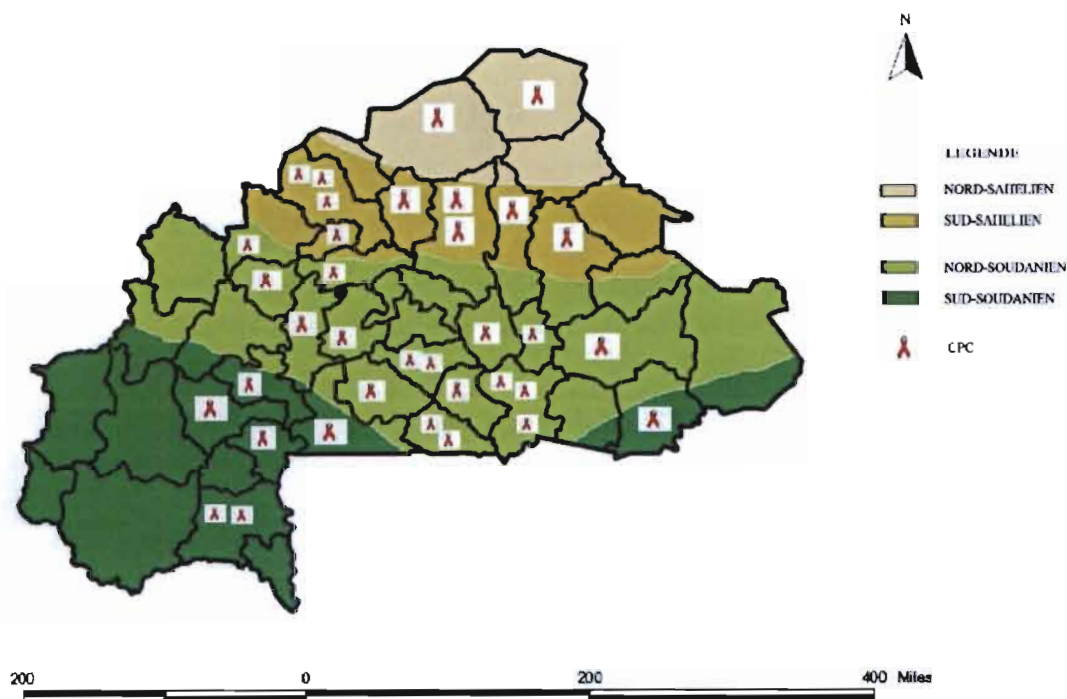 N
LEGENDE
NORD-SAHELIEN
SUD-SAHELIEN
NORD-SOUDANIEN
SUD-SOUDANIEN
CPC
200 0 200 400 Miles